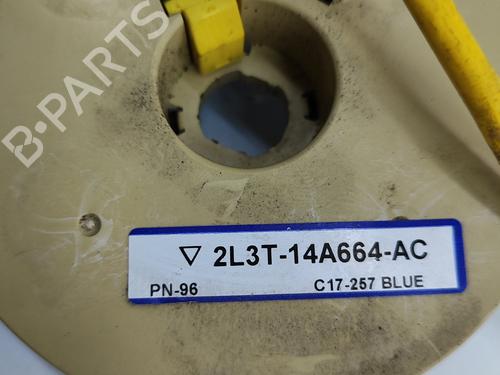 B-PARTS
▽ 2L3T-14A664-AC
PN-96 C17-257 BLUE